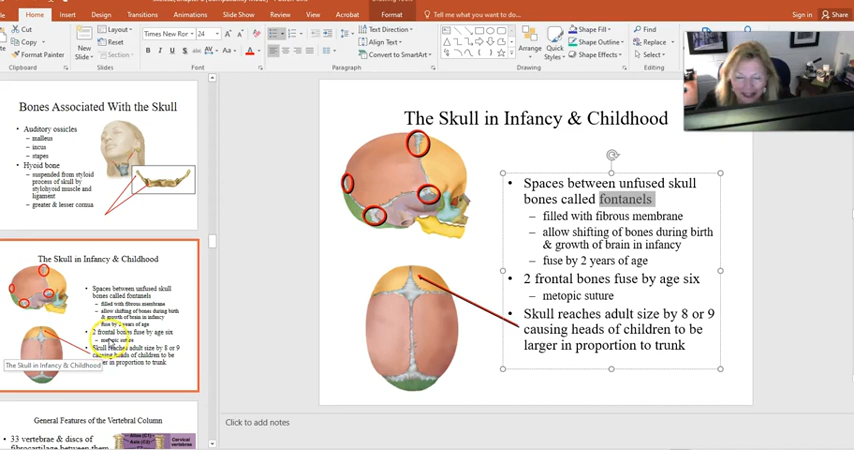 Home Insert Design Transitions Animations Slide Show Review View Acrobat Format Tell me what you want to do... Sign in Share
Cut
Copy
Format Painter
Clipboard
New
Slide
Layout
Reset
Section
Slides
Times New Ror 24
B I U S abc AV Aa A
Font
Text Direction
Align Text
Convert to SmartArt
Paragraph
Arrange
Quick
Styles
Shape Fill
Shape Outline
Shape Effects
Drawing
Find
Replace
Select
Editing
Bones Associated With the Skull
• Auditory ossicles
– malleus
– incus
– stapes
• Hyoid bone
– suspended from styloid
process of skull by
stylohyoid muscle and
ligament
– greater & lesser cornua
The Skull in Infancy & Childhood
• Spaces between unfused skull
bones called fontanels
– filled with fibrous membrane
– allow shifting of bones during birth
& growth of brain in infancy
– fuse by 2 years of age
• 2 frontal bones fuse by age six
– metopic suture
• Skull reaches adult size by 8 or 9
causing heads of children to be
larger in proportion to trunk
The Skull in Infancy & Childhood
General Features of the Vertebral Column
• 33 vertebrae & discs of
fibrocartilage between them
Atlas (C1)
Axis (C2)
Cervical
vertebrae
The Skull in Infancy & Childhood
• Spaces between unfused skull
bones called fontanels
– filled with fibrous membrane
– allow shifting of bones during birth
& growth of brain in infancy
– fuse by 2 years of age
• 2 frontal bones fuse by age six
– metopic suture
• Skull reaches adult size by 8 or 9
causing heads of children to be
larger in proportion to trunk
Click to add notes